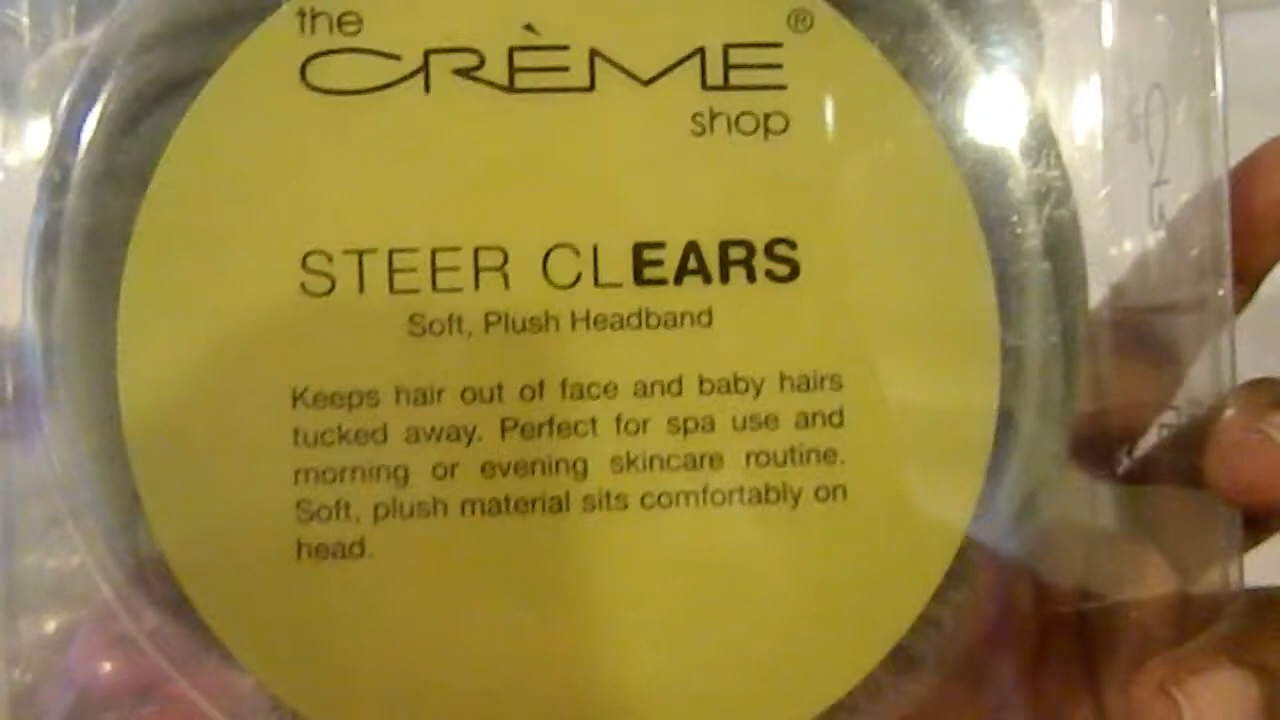 the
CRÈME®
shop
STEER CLEARS
Soft, Plush Headband
Keeps hair out of face and baby hairs
tucked away. Perfect for spa use and
morning or evening skincare routine.
Soft, plush material sits comfortably on
head.